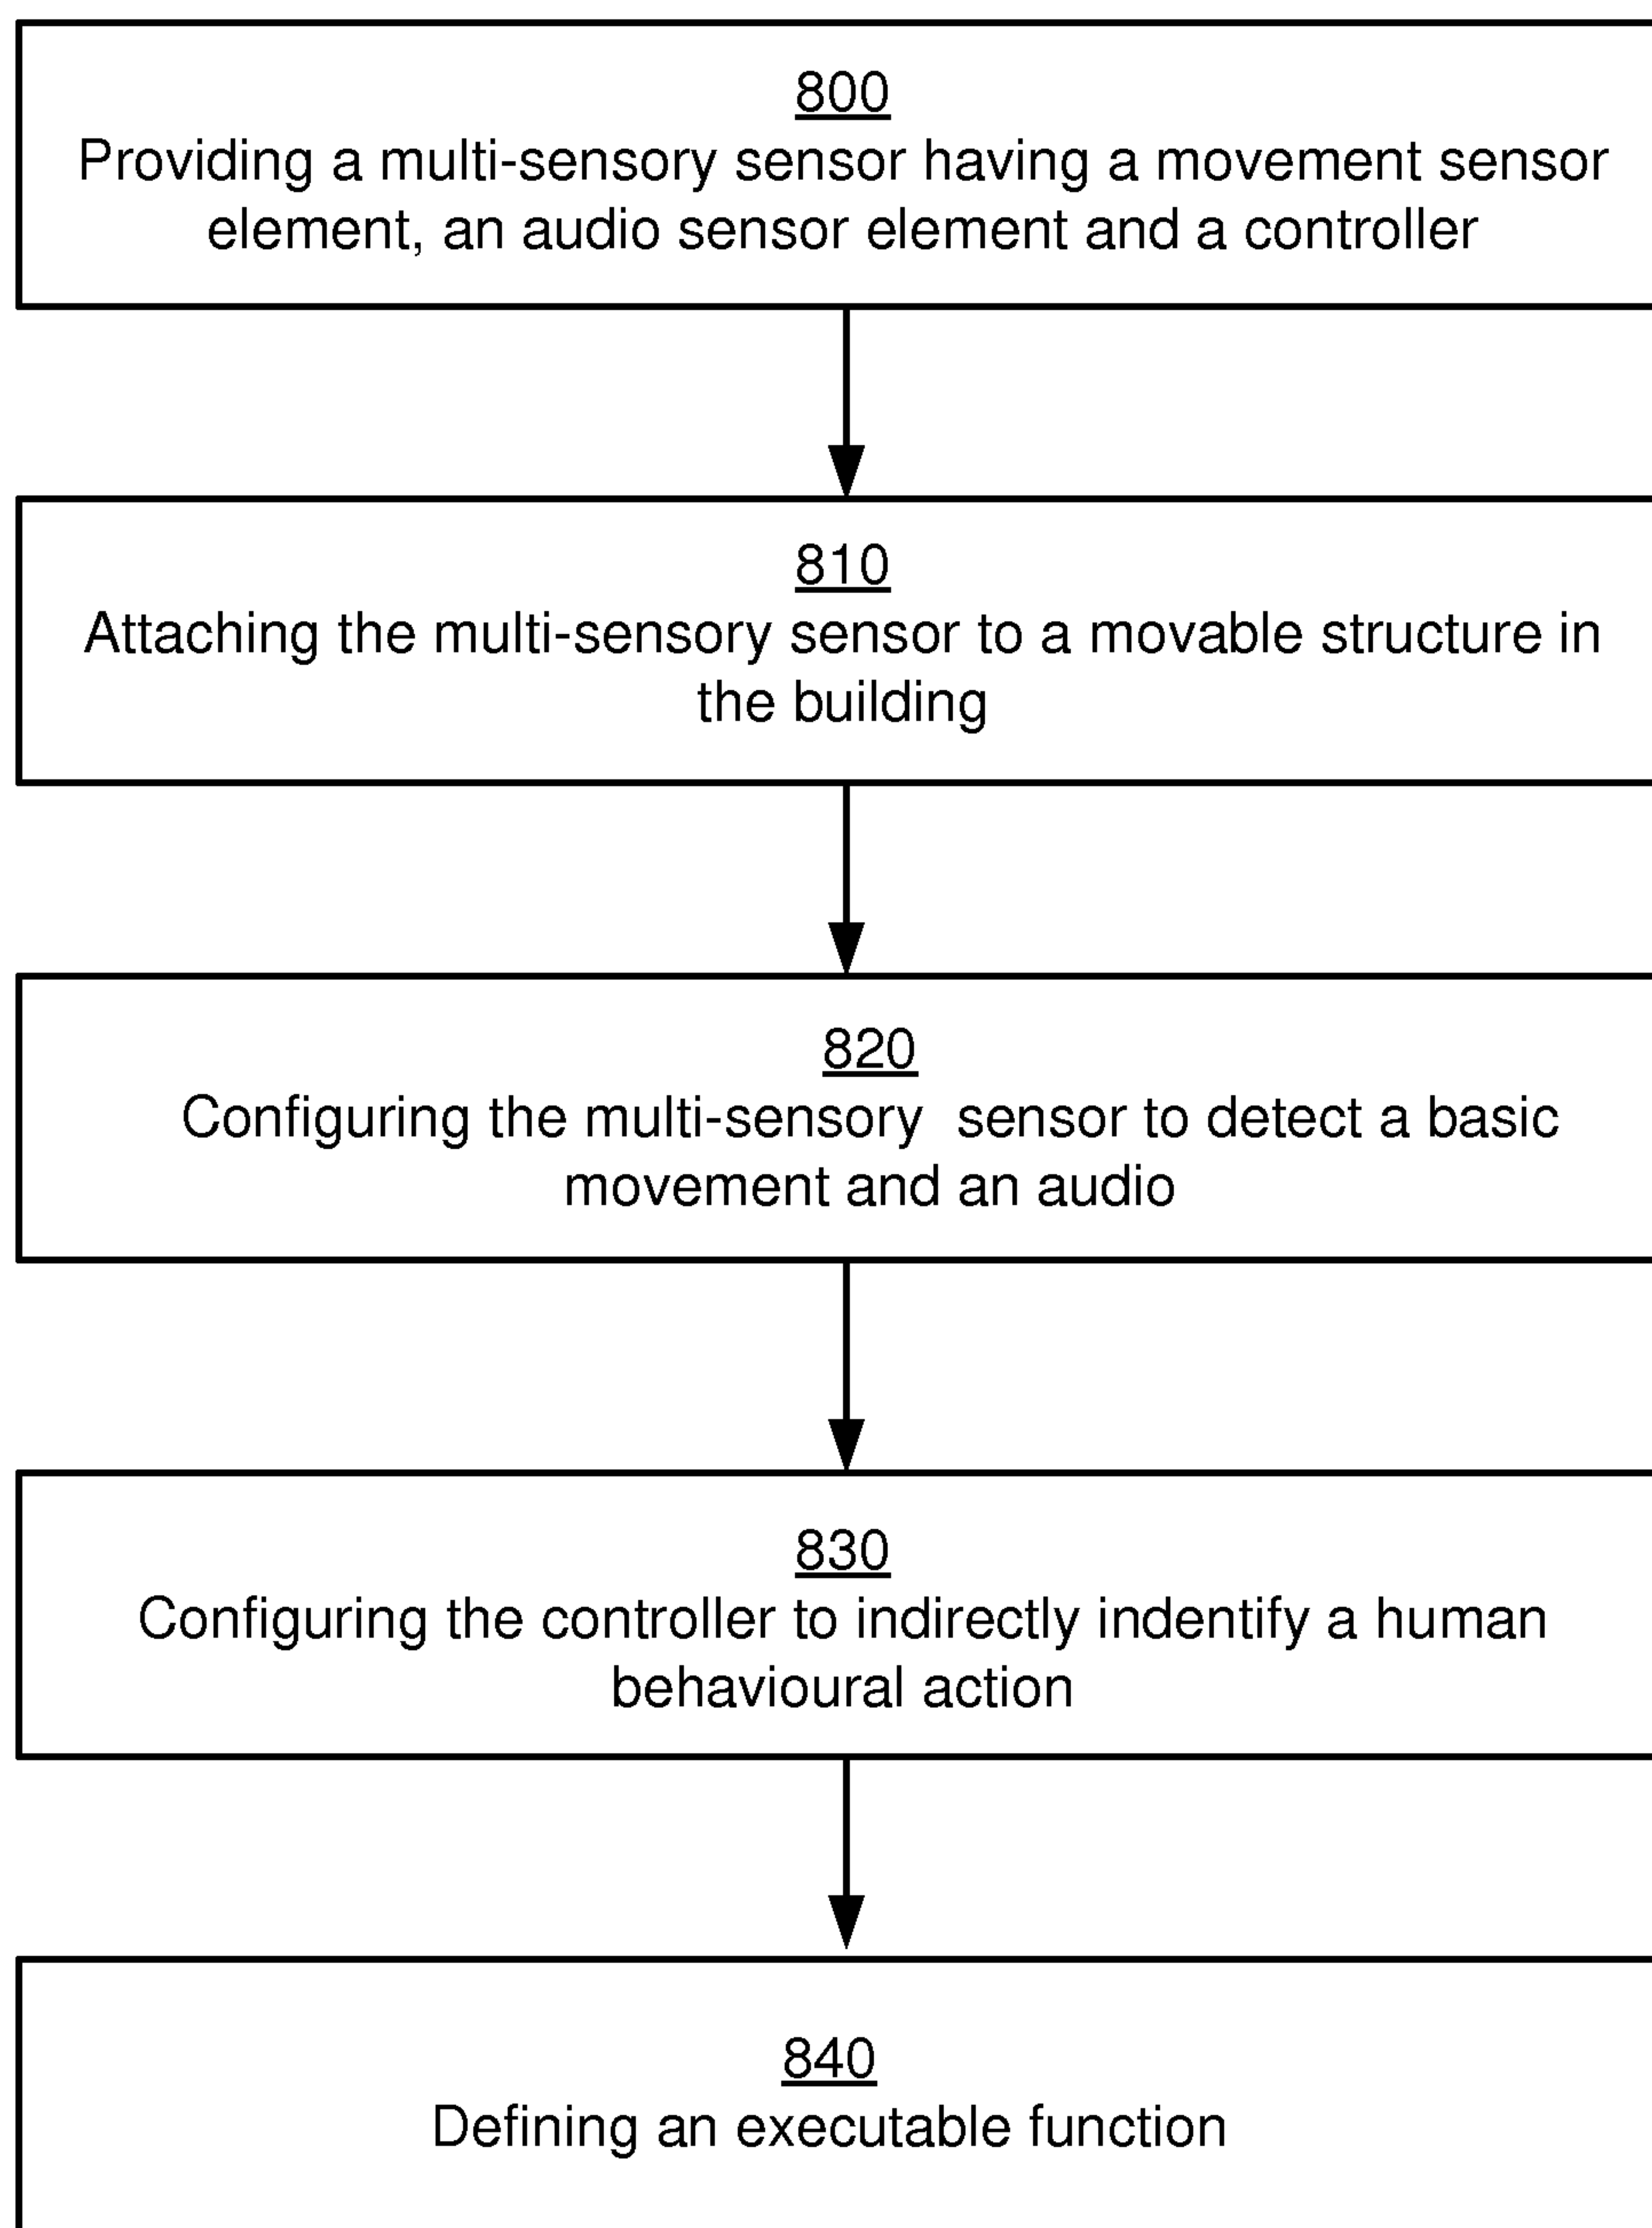 800
Providing a multi-sensory sensor having a movement sensor
element, an audio sensor element and a controller
810
Attaching the multi-sensory sensor to a movable structure in
the building
820
Configuring the multi-sensory  sensor to detect a basic
movement and an audio
830
Configuring the controller to indirectly indentify a human
behavioural action
840
Defining an executable function